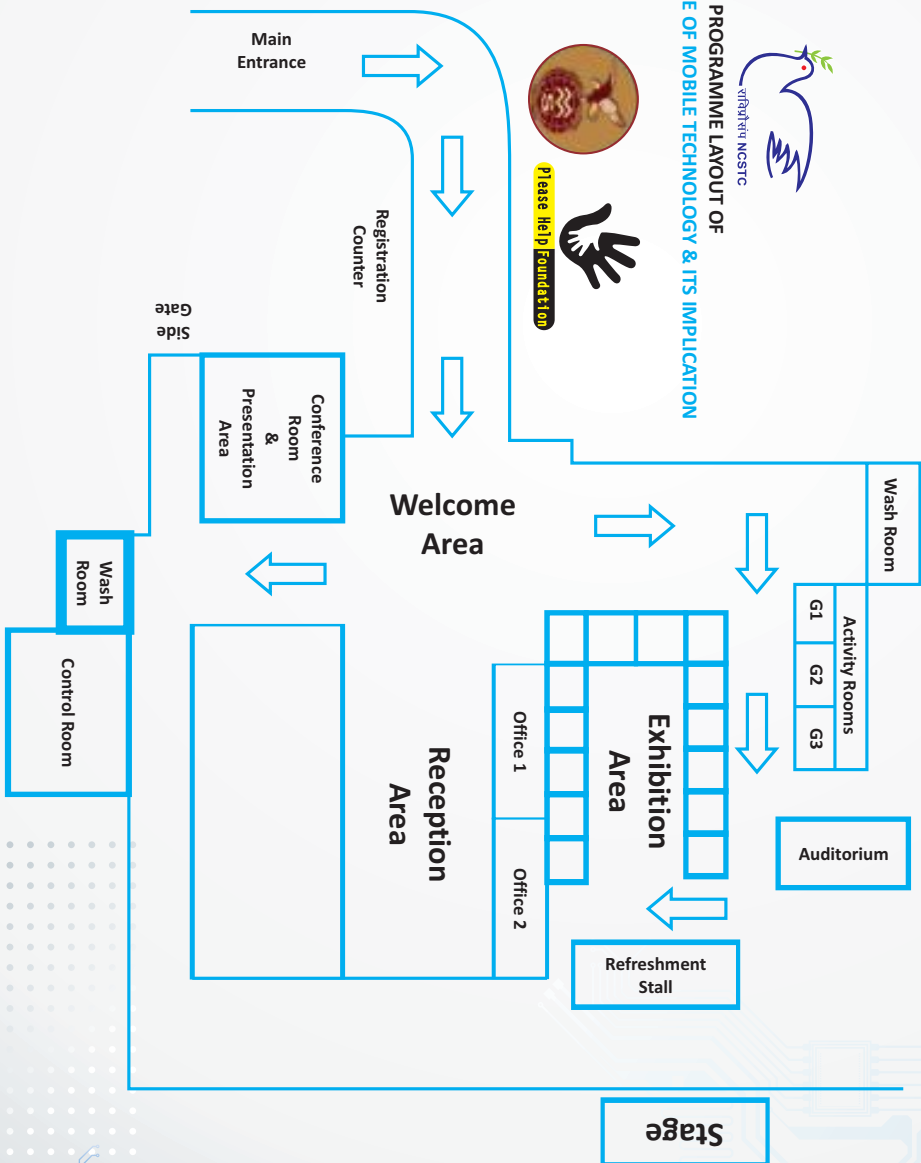 राविप्रौसंप NCSTC
PROGRAMME LAYOUT OF
E OF MOBILE TECHNOLOGY & ITS IMPLICATION
Please Help Foundation
Main
Entrance
Registration
Counter
Side
Gate
Conference
Room
&
Presentation
Area
Welcome
Area
Wash Room
Activity Rooms
G1
G2
G3
Wash
Room
Control Room
Exhibition
Area
Office 1
Office 2
Reception
Area
Auditorium
Refreshment
Stall
Stage